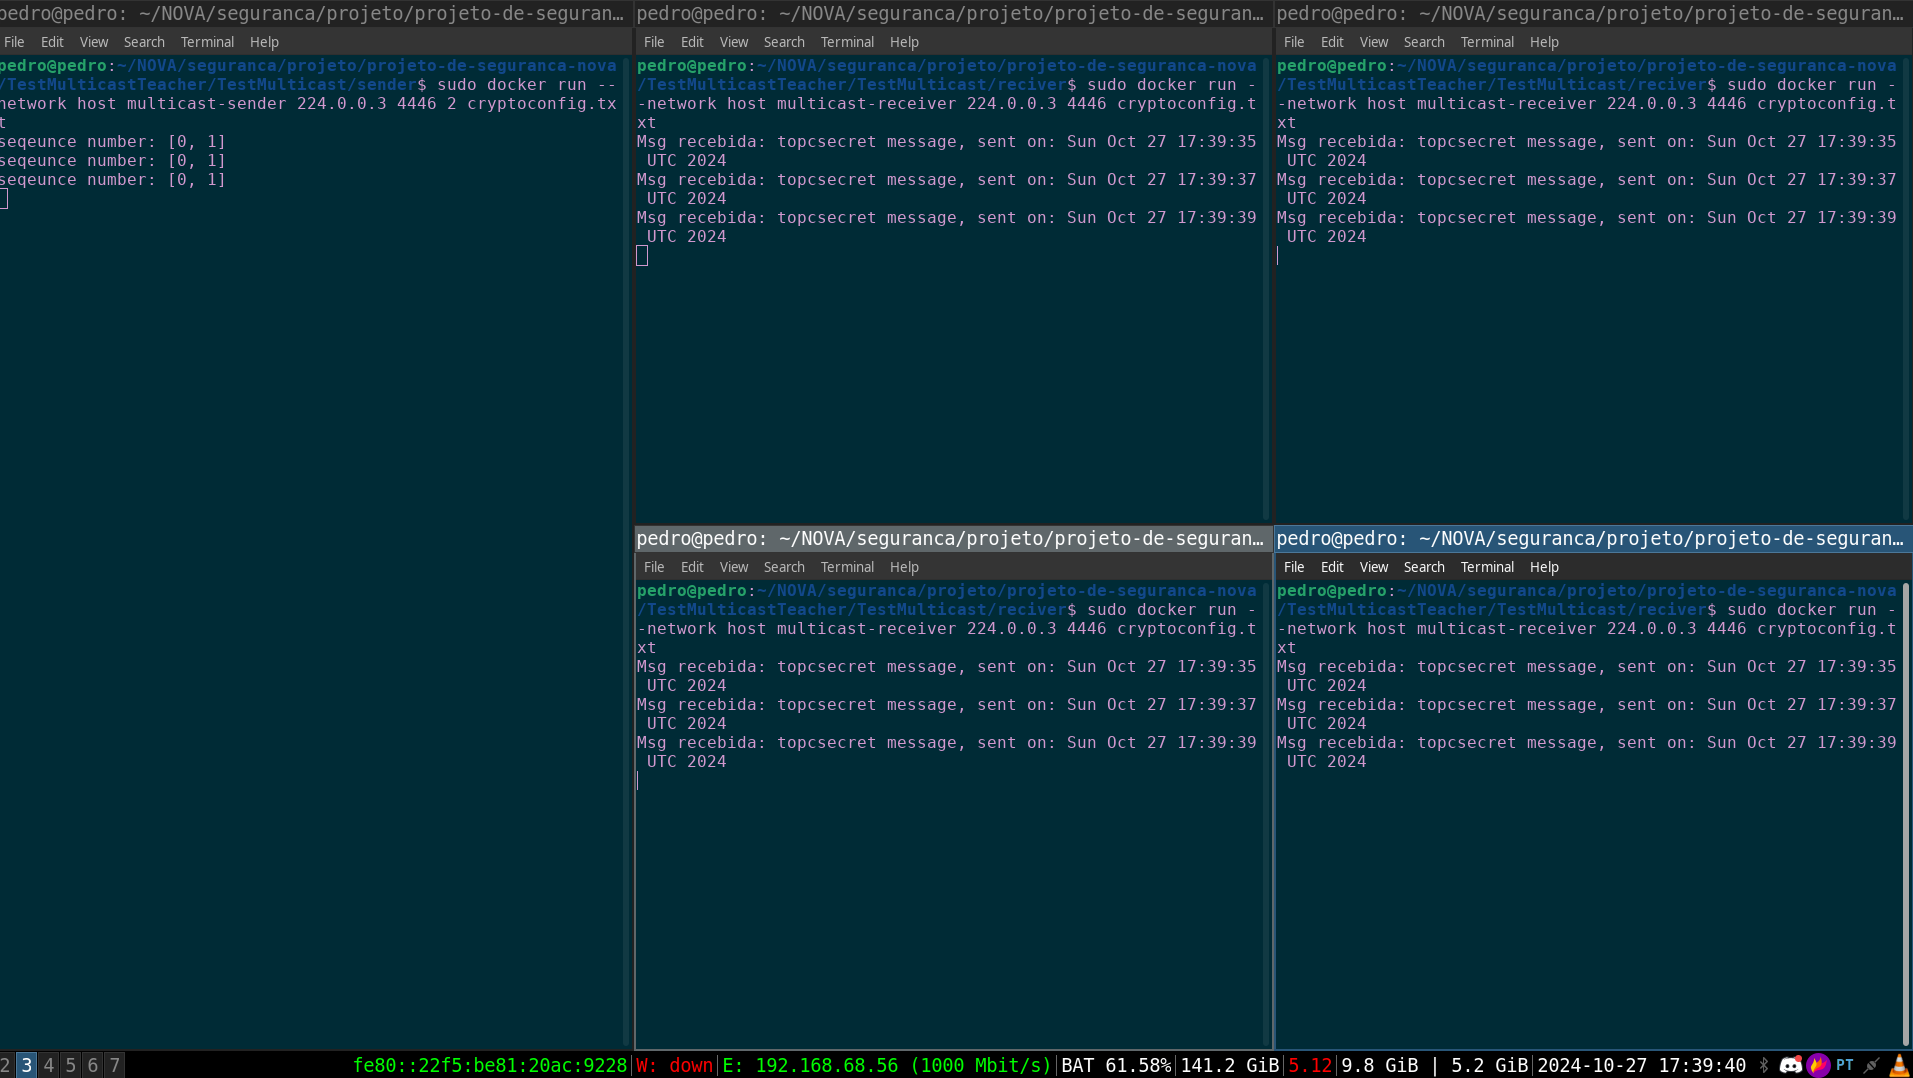 pedro@pedro: ~/NOVA/seguranca/projeto/projeto-de-seguran…
File Edit View Search Terminal Help
pedro@pedro:~/NOVA/seguranca/projeto/projeto-de-seguranca-nova
/TestMulticastTeacher/TestMulticast/sender$ sudo docker run --
network host multicast-sender 224.0.0.3 4446 2 cryptoconfig.tx
t
seqeunce number: [0, 1]
seqeunce number: [0, 1]
seqeunce number: [0, 1]
pedro@pedro: ~/NOVA/seguranca/projeto/projeto-de-seguran…
File Edit View Search Terminal Help
pedro@pedro:~/NOVA/seguranca/projeto/projeto-de-seguranca-nova
/TestMulticastTeacher/TestMulticast/reciver$ sudo docker run -
-network host multicast-receiver 224.0.0.3 4446 cryptoconfig.t
xt
Msg recebida: topcsecret message, sent on: Sun Oct 27 17:39:35
 UTC 2024
Msg recebida: topcsecret message, sent on: Sun Oct 27 17:39:37
 UTC 2024
Msg recebida: topcsecret message, sent on: Sun Oct 27 17:39:39
 UTC 2024
pedro@pedro: ~/NOVA/seguranca/projeto/projeto-de-seguran…
File Edit View Search Terminal Help
pedro@pedro:~/NOVA/seguranca/projeto/projeto-de-seguranca-nova
/TestMulticastTeacher/TestMulticast/reciver$ sudo docker run -
-network host multicast-receiver 224.0.0.3 4446 cryptoconfig.t
xt
Msg recebida: topcsecret message, sent on: Sun Oct 27 17:39:35
 UTC 2024
Msg recebida: topcsecret message, sent on: Sun Oct 27 17:39:37
 UTC 2024
Msg recebida: topcsecret message, sent on: Sun Oct 27 17:39:39
 UTC 2024
pedro@pedro: ~/NOVA/seguranca/projeto/projeto-de-seguran…
File Edit View Search Terminal Help
pedro@pedro:~/NOVA/seguranca/projeto/projeto-de-seguranca-nova
/TestMulticastTeacher/TestMulticast/reciver$ sudo docker run -
-network host multicast-receiver 224.0.0.3 4446 cryptoconfig.t
xt
Msg recebida: topcsecret message, sent on: Sun Oct 27 17:39:35
 UTC 2024
Msg recebida: topcsecret message, sent on: Sun Oct 27 17:39:37
 UTC 2024
Msg recebida: topcsecret message, sent on: Sun Oct 27 17:39:39
 UTC 2024
pedro@pedro: ~/NOVA/seguranca/projeto/projeto-de-seguran…
File Edit View Search Terminal Help
pedro@pedro:~/NOVA/seguranca/projeto/projeto-de-seguranca-nova
/TestMulticastTeacher/TestMulticast/reciver$ sudo docker run -
-network host multicast-receiver 224.0.0.3 4446 cryptoconfig.t
xt
Msg recebida: topcsecret message, sent on: Sun Oct 27 17:39:35
 UTC 2024
Msg recebida: topcsecret message, sent on: Sun Oct 27 17:39:37
 UTC 2024
Msg recebida: topcsecret message, sent on: Sun Oct 27 17:39:39
 UTC 2024
2 3 4 5 6 7 fe80::22f5:be81:20ac:9228|W: down|E: 192.168.68.56 (1000 Mbit/s)|BAT 61.58%|141.2 GiB|5.12|9.8 GiB | 5.2 GiB|2024-10-27 17:39:40 PT